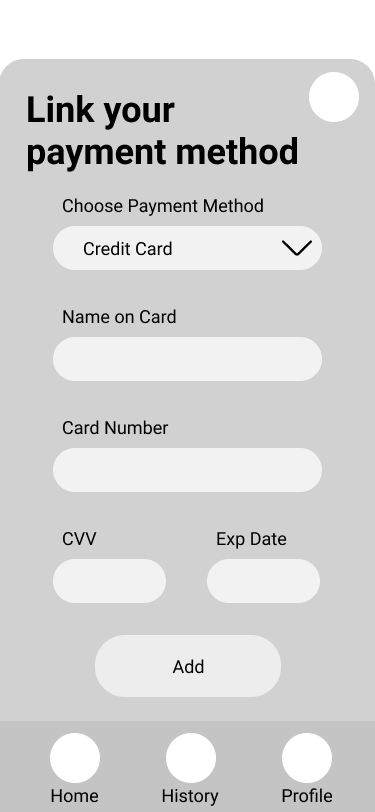 Link your
payment method
Choose Payment Method
Credit Card
Name on Card
Card Number
CVV
Exp Date
Add
Home
History
Profile